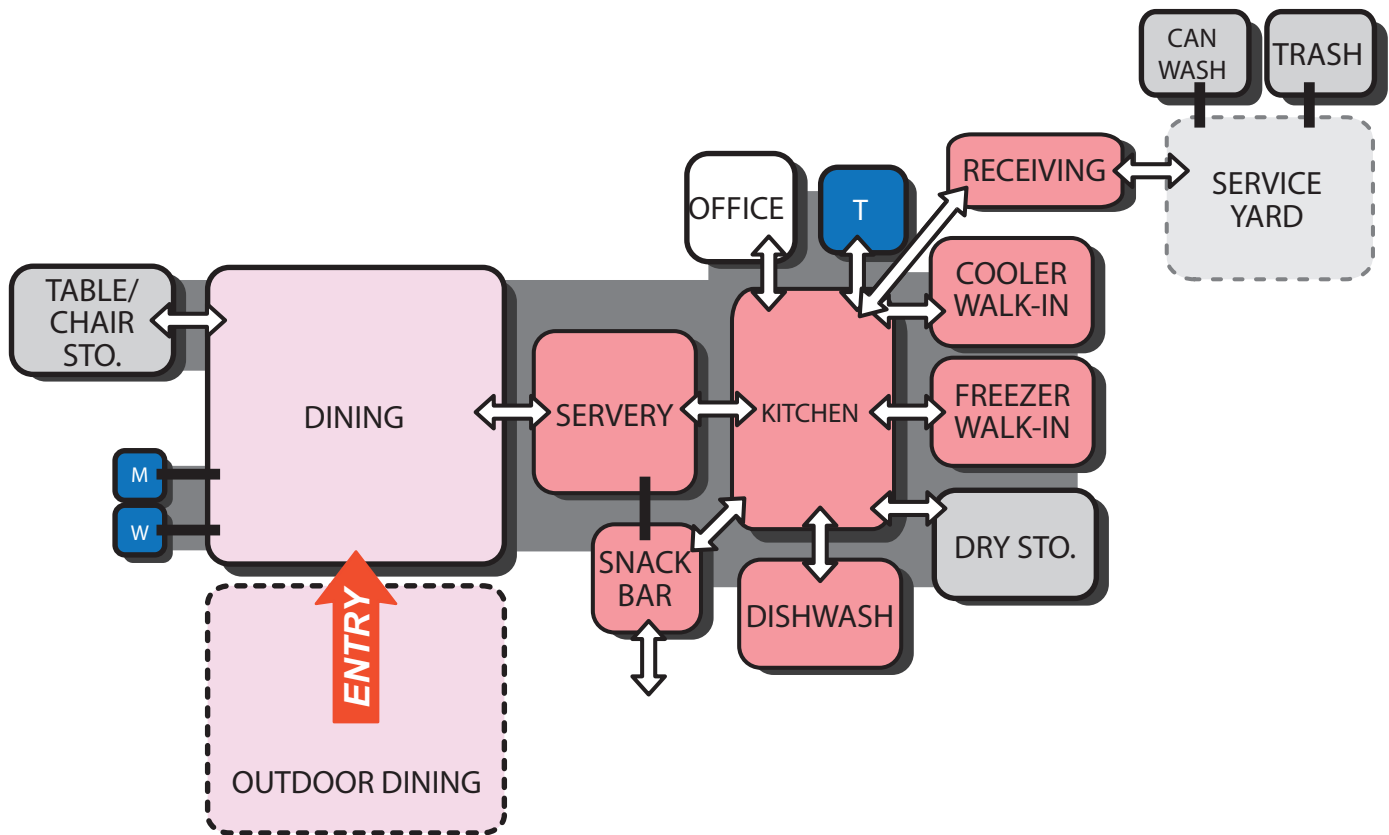 CAN
WASH
TRASH
RECEIVING
SERVICE
YARD
OFFICE
T
COOLER
WALK-IN
TABLE/
CHAIR
STO.
DINING
SERVERY
KITCHEN
FREEZER
WALK-IN
M
W
SNACK
BAR
DISHWASH
DRY STO.
ENTRY
OUTDOOR DINING